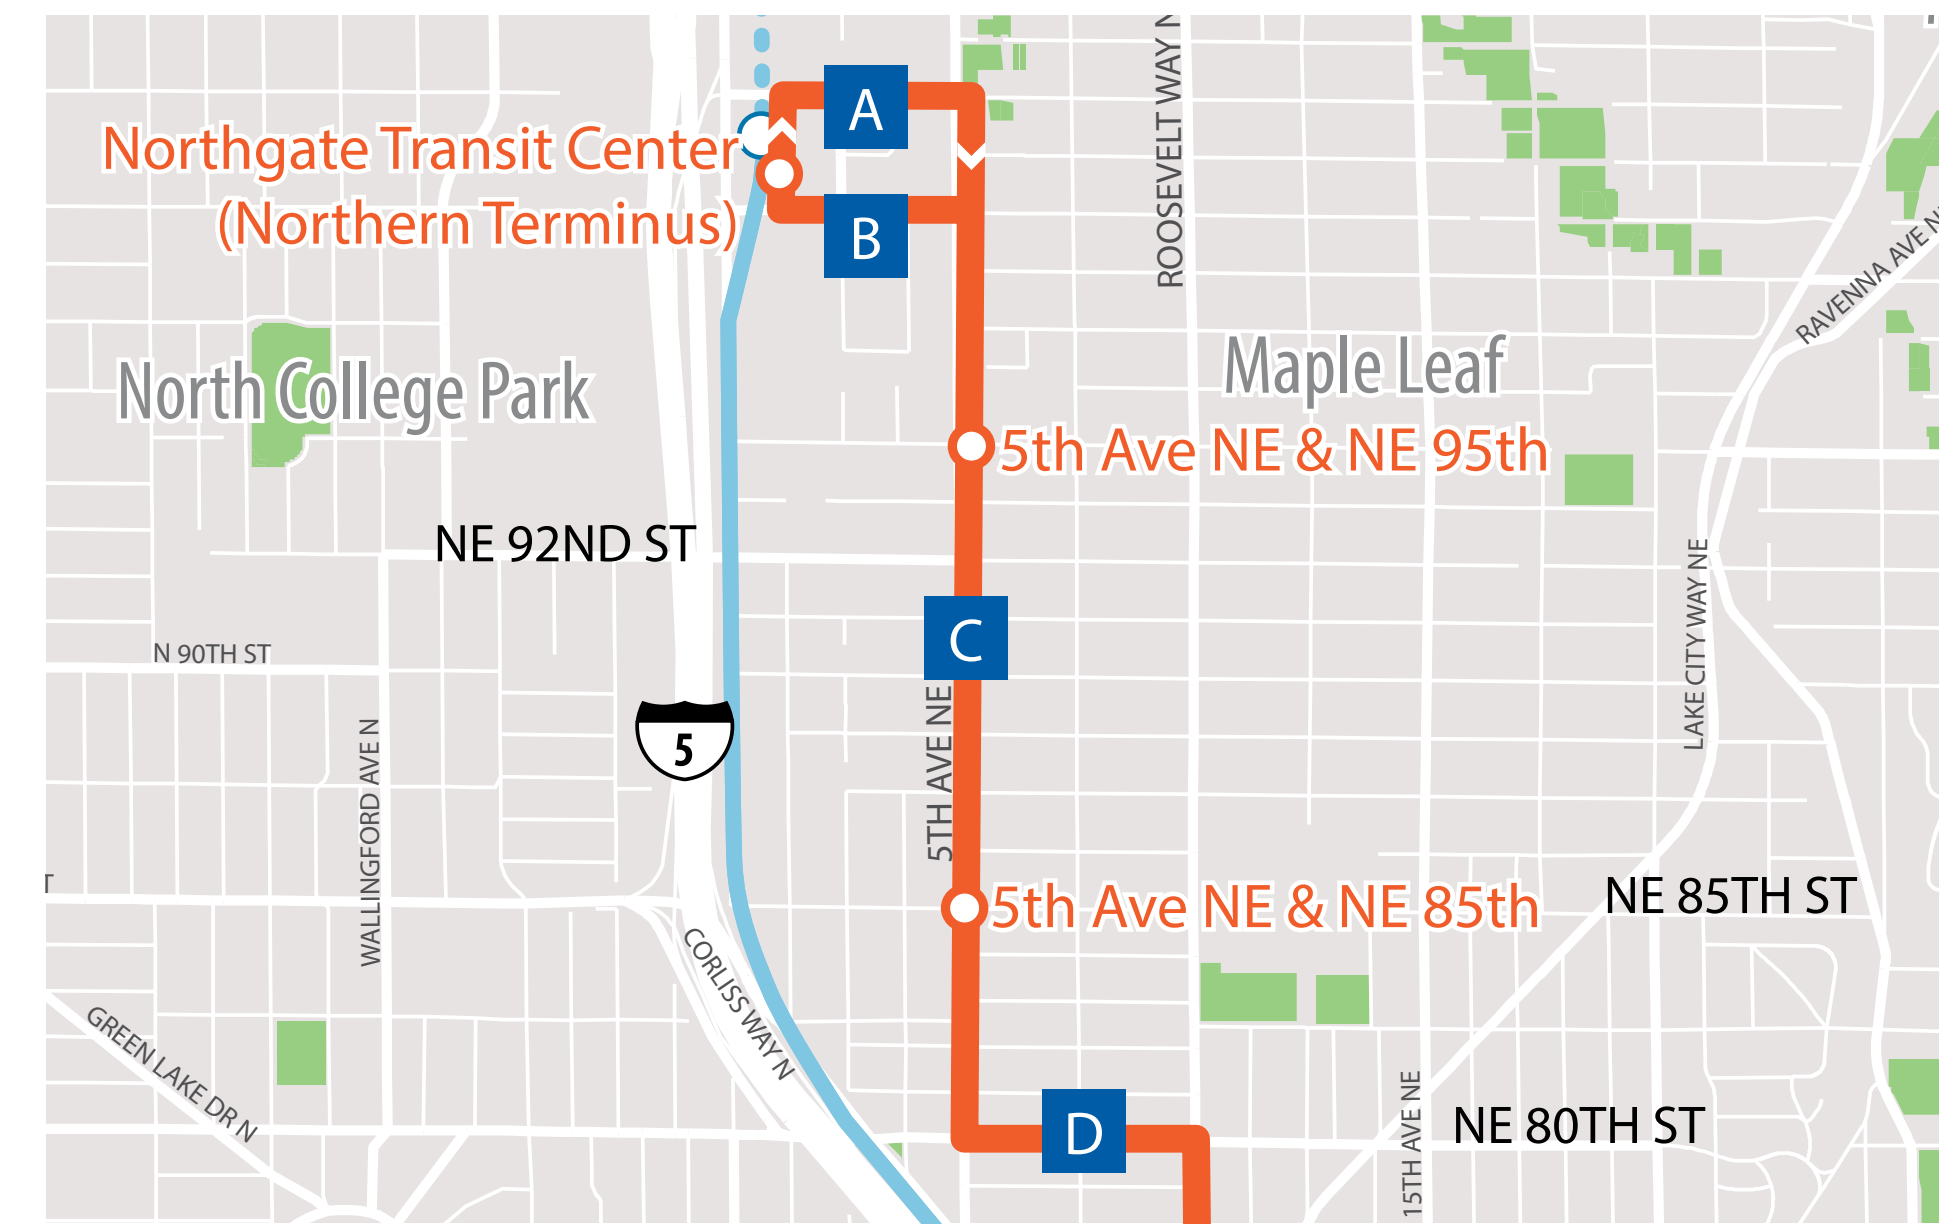 A
Northgate Transit Center
(Northern Terminus)
B
ROOSEVELT WAY N
RAVENNA AVE N
North College Park
Maple Leaf
5th Ave NE & NE 95th
NE 92ND ST
C
N 90TH ST
LAKE CITY WAY NE
5
WALLINGFORD AVE N
5TH AVE NE
T
5th Ave NE & NE 85th
NE 85TH ST
CORLISS WAY N
GREEN LAKE DR N
D
15TH AVE NE
NE 80TH ST